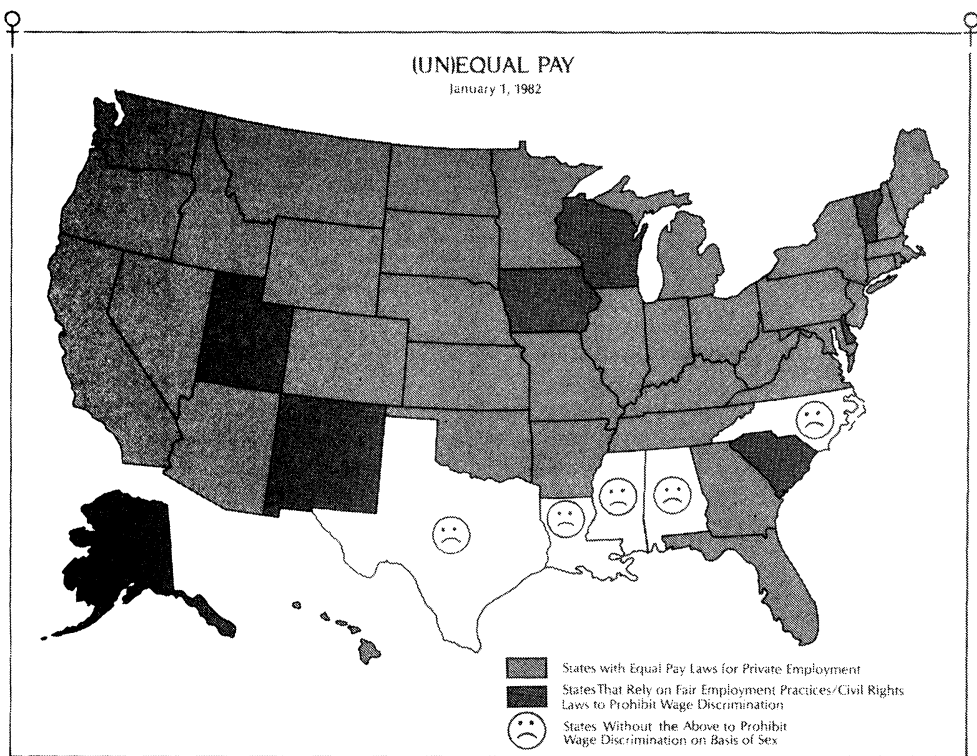 (UN)EQUAL PAY
January 1, 1982
States with Equal Pay Laws for Private Employment
States That Rely on Fair Employment Practices/Civil Rights
Laws to Prohibit Wage Discrimination
States Without the Above to Prohibit
Wage Discrimination on Basis of Sex